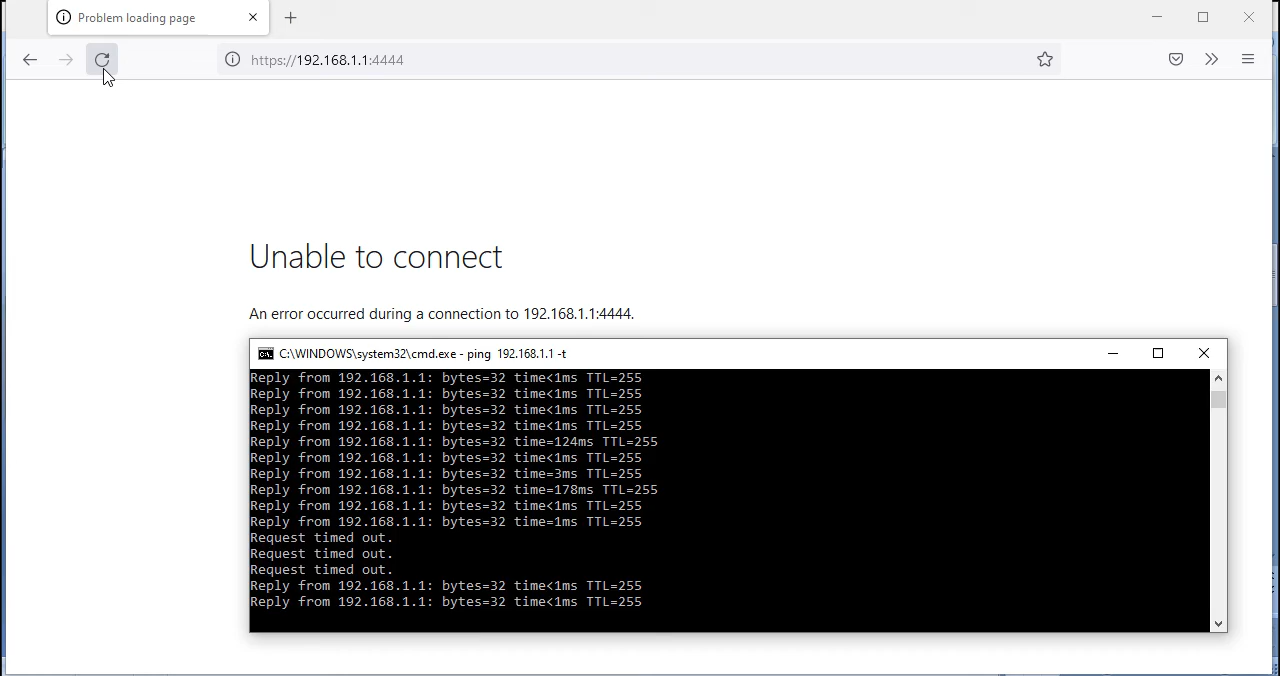 Problem loading page
https://192.168.1.1:4444
Unable to connect
An error occurred during a connection to 192.168.1.1:4444.
C:\WINDOWS\system32\cmd.exe - ping  192.168.1.1 -t
Reply from 192.168.1.1: bytes=32 time<1ms TTL=255
Reply from 192.168.1.1: bytes=32 time<1ms TTL=255
Reply from 192.168.1.1: bytes=32 time<1ms TTL=255
Reply from 192.168.1.1: bytes=32 time<1ms TTL=255
Reply from 192.168.1.1: bytes=32 time=124ms TTL=255
Reply from 192.168.1.1: bytes=32 time<1ms TTL=255
Reply from 192.168.1.1: bytes=32 time=3ms TTL=255
Reply from 192.168.1.1: bytes=32 time=178ms TTL=255
Reply from 192.168.1.1: bytes=32 time<1ms TTL=255
Reply from 192.168.1.1: bytes=32 time=1ms TTL=255
Request timed out.
Request timed out.
Request timed out.
Reply from 192.168.1.1: bytes=32 time<1ms TTL=255
Reply from 192.168.1.1: bytes=32 time<1ms TTL=255